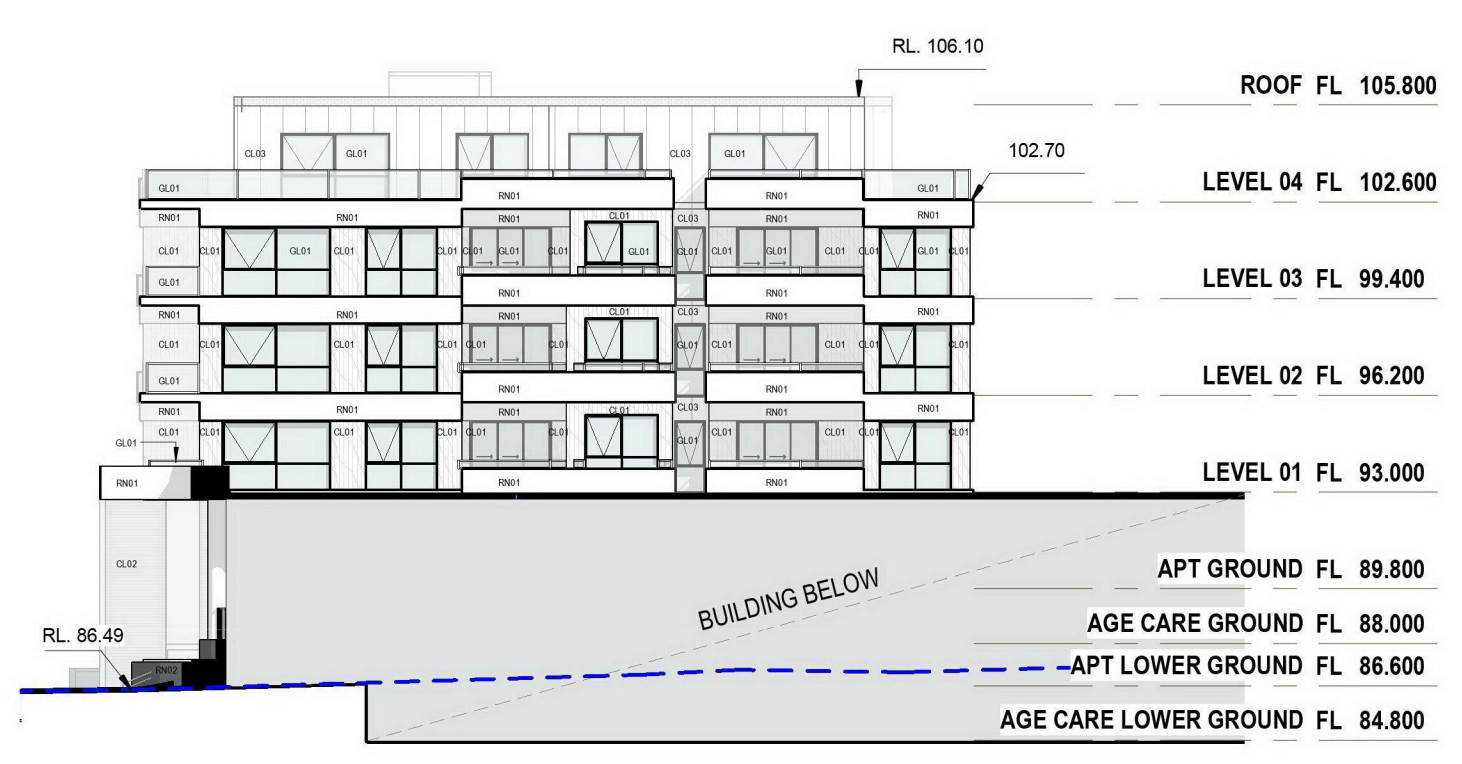 RL. 106.10
ROOF FL 105.800
CL03 GL01 CL03 GL01
102.70
GL01 RN01 RN01 GL01 LEVEL 04 FL 102.600
RN01 RN01 RN01 CL01 CL03 RN01 RN01
CL01 CL01 GL01 CL01 CL01 CL01 GL01 CL01 GL01 GL01 CL01 GL01 CL01 CL01 GL01 CL01
GL01 RN01 RN01 LEVEL 03 FL 99.400
RN01 RN01 RN01 CL01 CL03 RN01 RN01
CL01 CL01 CL01 CL01 CL01 CL01 GL01 CL01 CL01 CL01 CL01
GL01 RN01 RN01 LEVEL 02 FL 96.200
RN01 RN01 RN01 CL01 CL03 RN01 RN01
CL01 CL01 CL01 CL01 CL01 CL01 GL01 CL01 CL01 CL01 CL01
GL01
RN01 RN01 RN01 LEVEL 01 FL 93.000
CL02
APT GROUND FL 89.800
BUILDING BELOW
AGE CARE GROUND FL 88.000
RL. 86.49
RN02
APT LOWER GROUND FL 86.600
AGE CARE LOWER GROUND FL 84.800